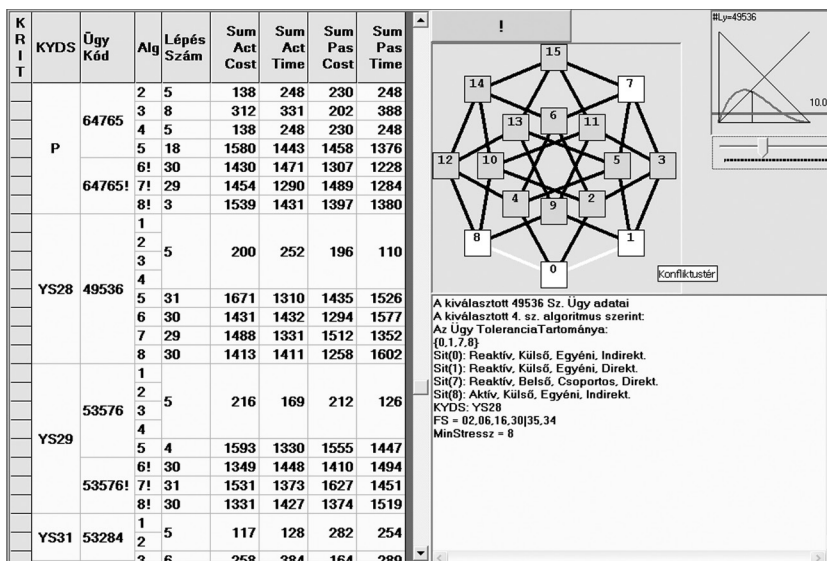 KRIT KYDS Ügy Kód Alg Lépés Szám Sum Act Cost Sum Act Time Sum Pas Cost Sum Pas Time
P 64765 2 5 138 248 230 248
3 8 312 331 202 388
4 5 138 248 230 248
5 18 1580 1443 1458 1376
64765! 6! 30 1430 1471 1307 1228
7! 29 1454 1290 1489 1284
8! 3 1539 1431 1397 1380
YS28 49536 1 2 3 4 5 200 252 196 110
5 31 1671 1310 1435 1526
6 30 1431 1432 1294 1577
7 29 1488 1331 1512 1352
8 30 1413 1411 1258 1602
YS29 53576 1 2 3 4 5 216 169 212 126
5 4 1593 1330 1555 1447
53576! 6! 30 1349 1448 1410 1494
7! 31 1531 1373 1627 1451
8! 30 1331 1427 1374 1519
YS31 53284 1 2 5 117 128 282 254
3 6 258 384 164 289
!
15
14 7
13 6 11
12 10 5 3
4 9 2
8 1
0
Konfliktustér
#Ly=49536
10.0
A kiválasztott 49536 Sz. Ügy adatai
A kiválasztott 4. sz. algoritmus szerint:
Az Ügy ToleranciaTartománya:
{0,1,7,8}
Sit(0): Reaktív, Külső, Egyéni, Indirekt.
Sit(1): Reaktív, Külső, Egyéni, Direkt.
Sit(7): Reaktív, Belső, Csoportos, Direkt.
Sit(8): Aktív, Külső, Egyéni, Indirekt.
KYDS: YS28
FS = 02,06,16,30|35,34
MinStressz = 8